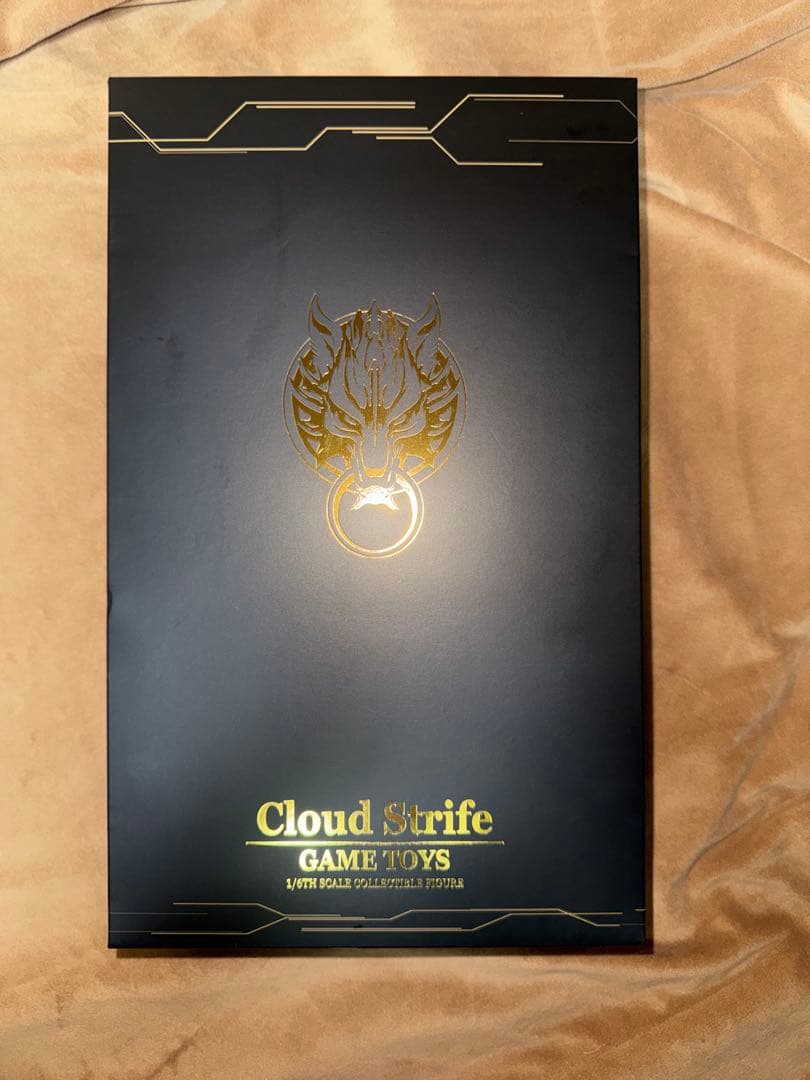 Cloud Strife
GAME TOYS
1/6TH SCALE COLLECTIBLE FIGURE